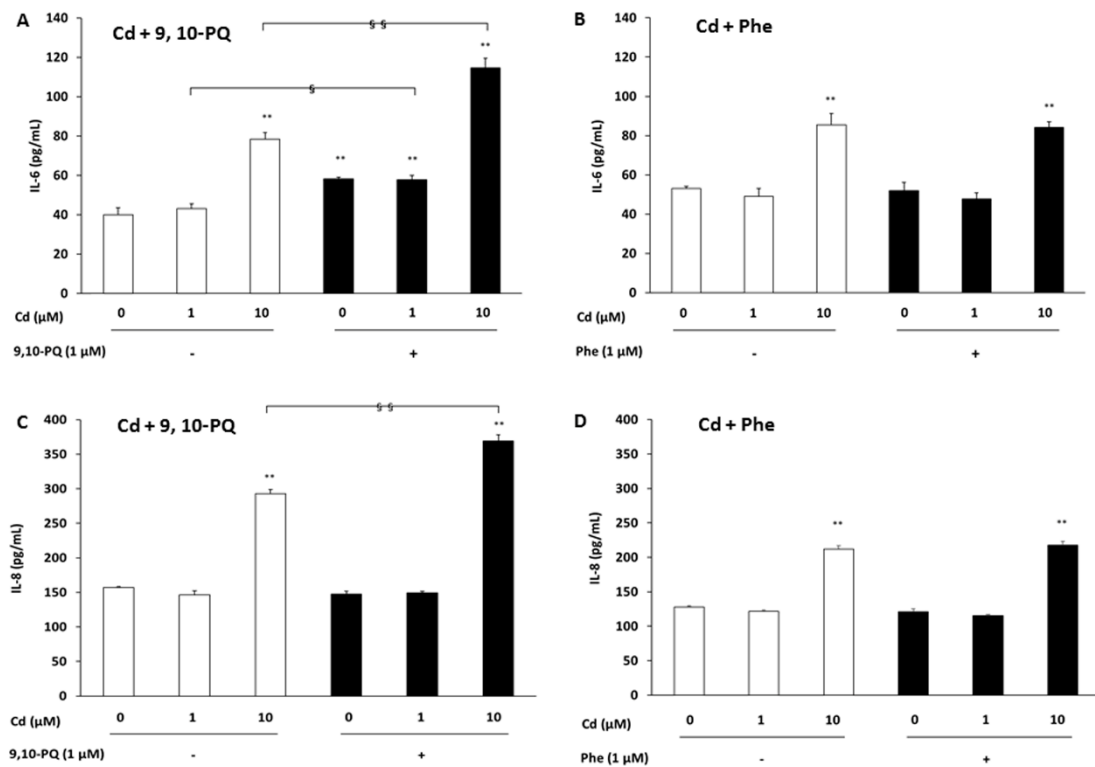 A
Cd + 9, 10-PQ
§ §
§
**
**
**
**
IL-6 (pg/mL)
140
120
100
80
60
40
20
0
Cd (µM)
0 1 10 0 1 10
9,10-PQ (1 µM)
- +
B
Cd + Phe
**
**
IL-6 (pg/mL)
140
120
100
80
60
40
20
0
Cd (µM)
0 1 10 0 1 10
Phe (1 µM)
- +
C
Cd + 9, 10-PQ
§ §
**
**
IL-8 (pg/mL)
400
350
300
250
200
150
100
50
0
Cd (µM)
0 1 10 0 1 10
9,10-PQ (1 µM)
- +
D
Cd + Phe
**
**
IL-8 (pg/mL)
400
350
300
250
200
150
100
50
0
Cd (µM)
0 1 10 0 1 10
Phe (1 µM)
- +